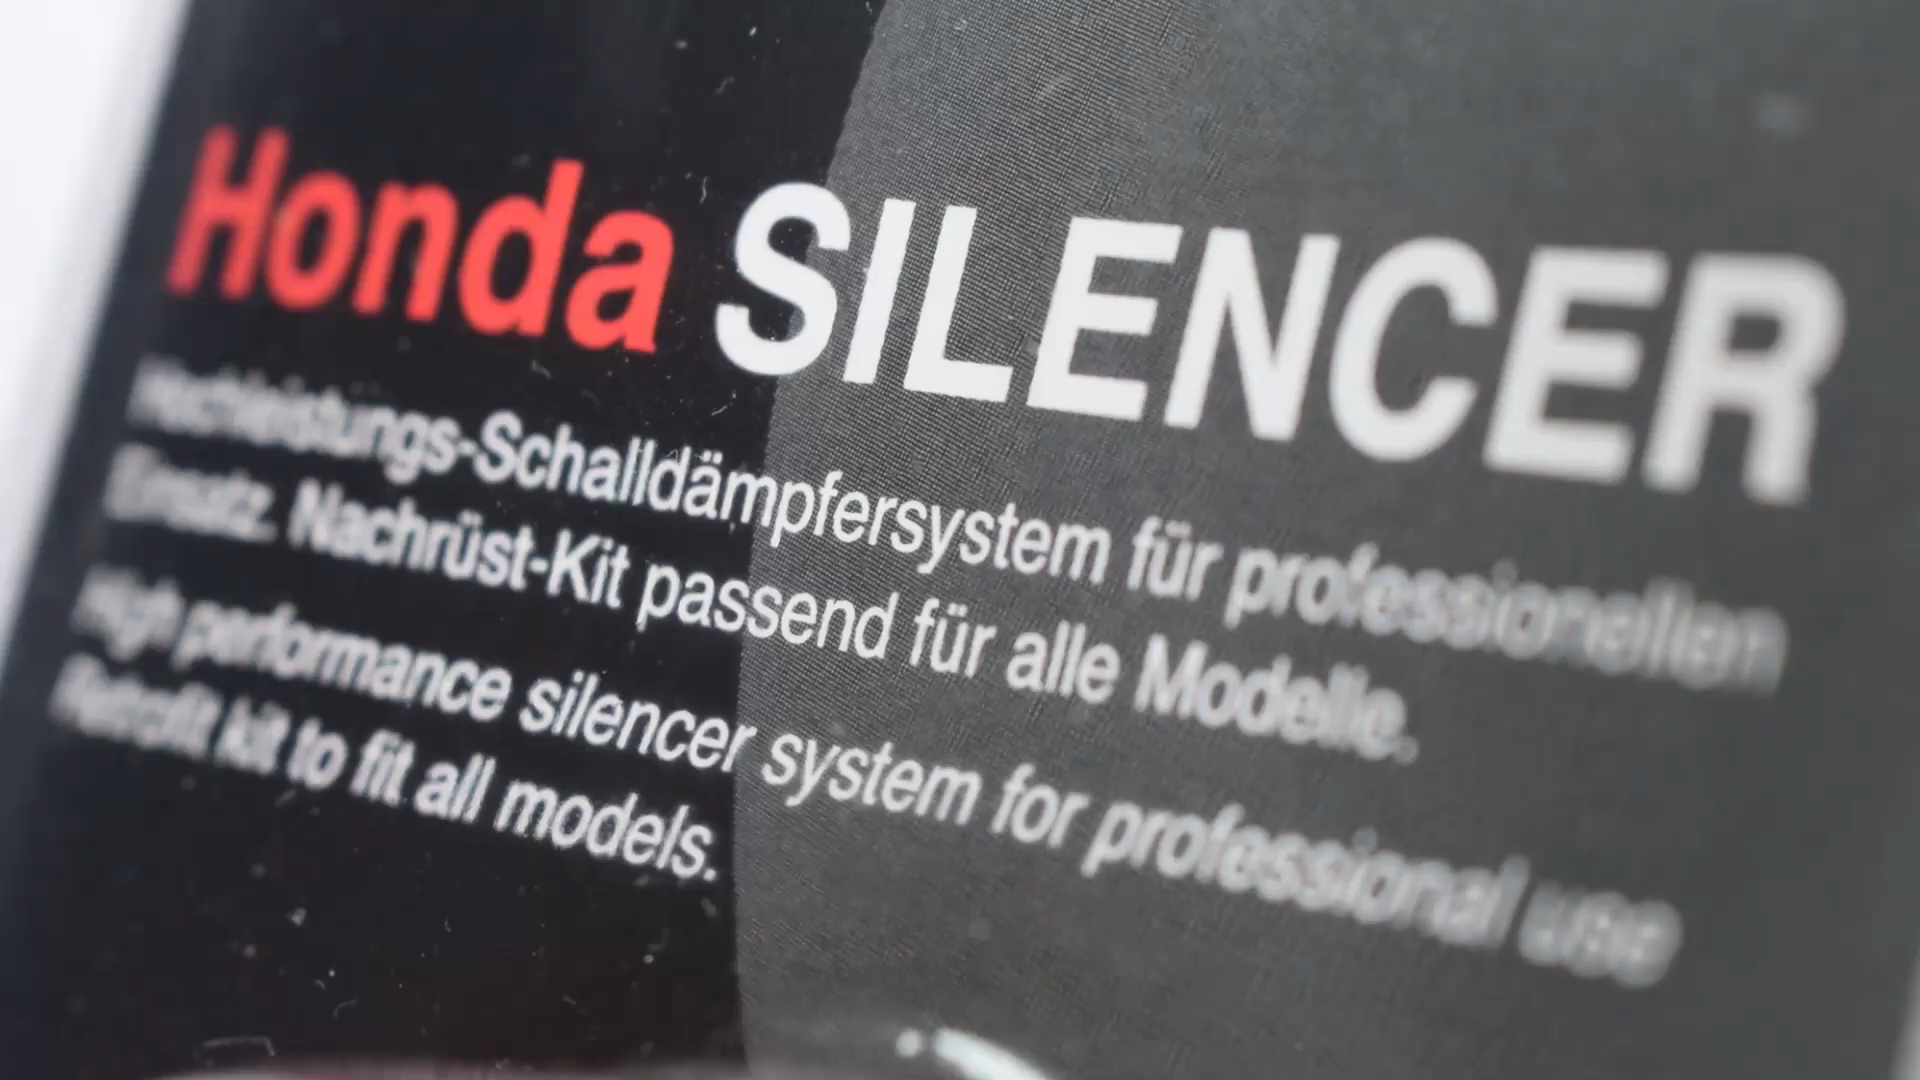 Honda SILENCER
Hochleistungs-Schalldämpfersystem für professionellen
Einsatz. Nachrüst-Kit passend für alle Modelle.
High performance silencer system for professional use
Retrofit kit to fit all models.